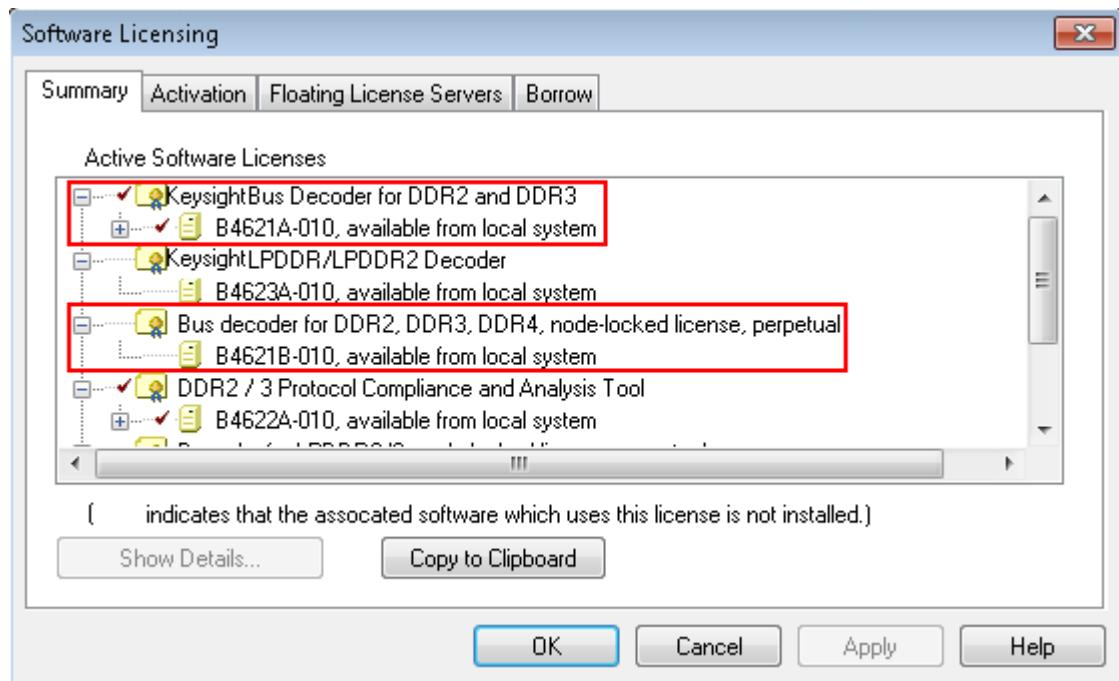 Software Licensing
Summary Activation Floating License Servers Borrow
Active Software Licenses
KeysightBus Decoder for DDR2 and DDR3
B4621A-010, available from local system
KeysightLPDDR/LPDDR2 Decoder
B4623A-010, available from local system
Bus decoder for DDR2, DDR3, DDR4, node-locked license, perpetual
B4621B-010, available from local system
DDR2 / 3 Protocol Compliance and Analysis Tool
B4622A-010, available from local system
( indicates that the assocated software which uses this license is not installed.)
Show Details... Copy to Clipboard
OK Cancel Apply Help